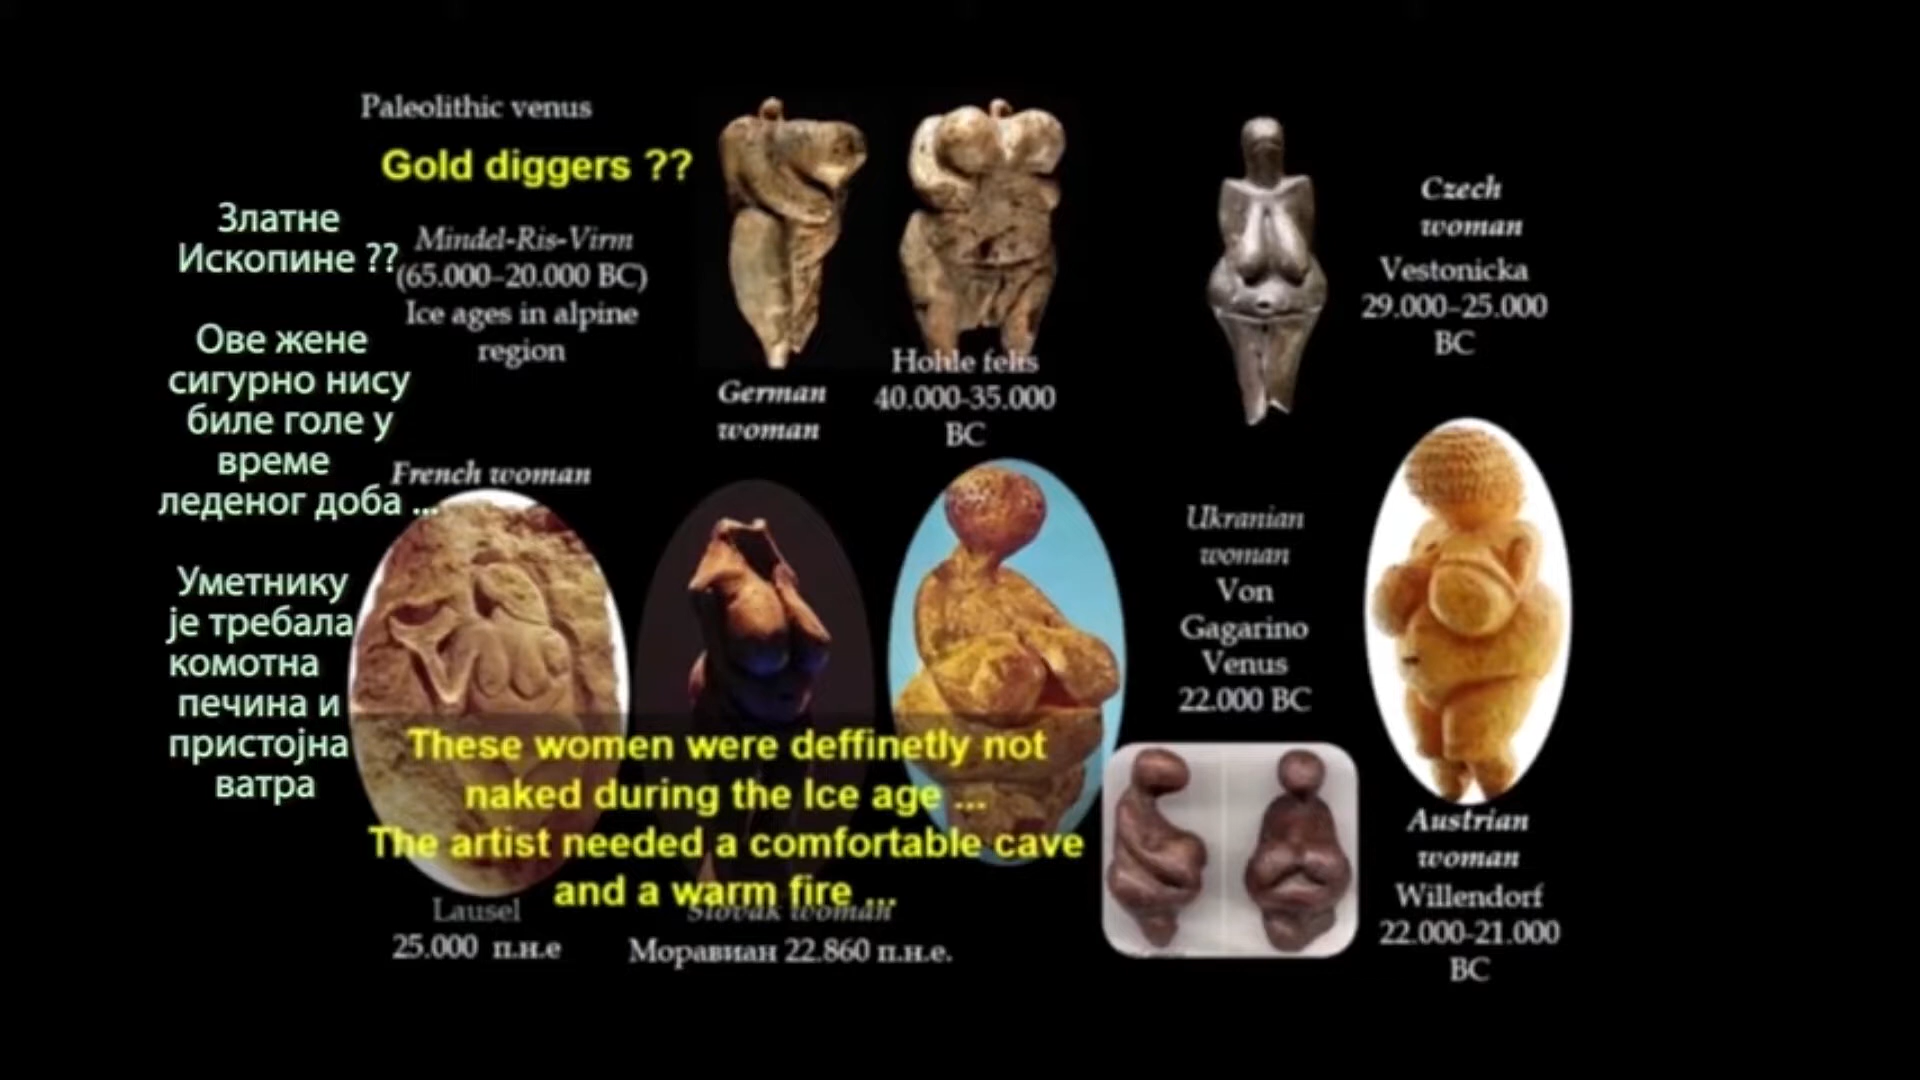 Paleolithic venus
Gold diggers ??
Златне
Ископине ??
Mindel-Ris-Virm
(65.000–20.000 BC)
Ice ages in alpine
region
Ове жене
сигурно нису
биле голе у
време
леденог доба ...
Уметнику
је требала
комотна
печина и
пристојна
ватра
German
woman
Hohle felis
40.000-35.000
BC
Czech
woman
Vestonicka
29.000–25.000
BC
French woman
Ukranian
woman
Von
Gagarino
Venus
22.000 BC
These women were deffinetly not
naked during the Ice age ...
The artist needed a comfortable cave
and a warm fire ...
Lausel
25.000 п.н.е
Slovak woman
Моравиан 22.860 п.н.е.
Austrian
woman
Willendorf
22.000-21.000
BC